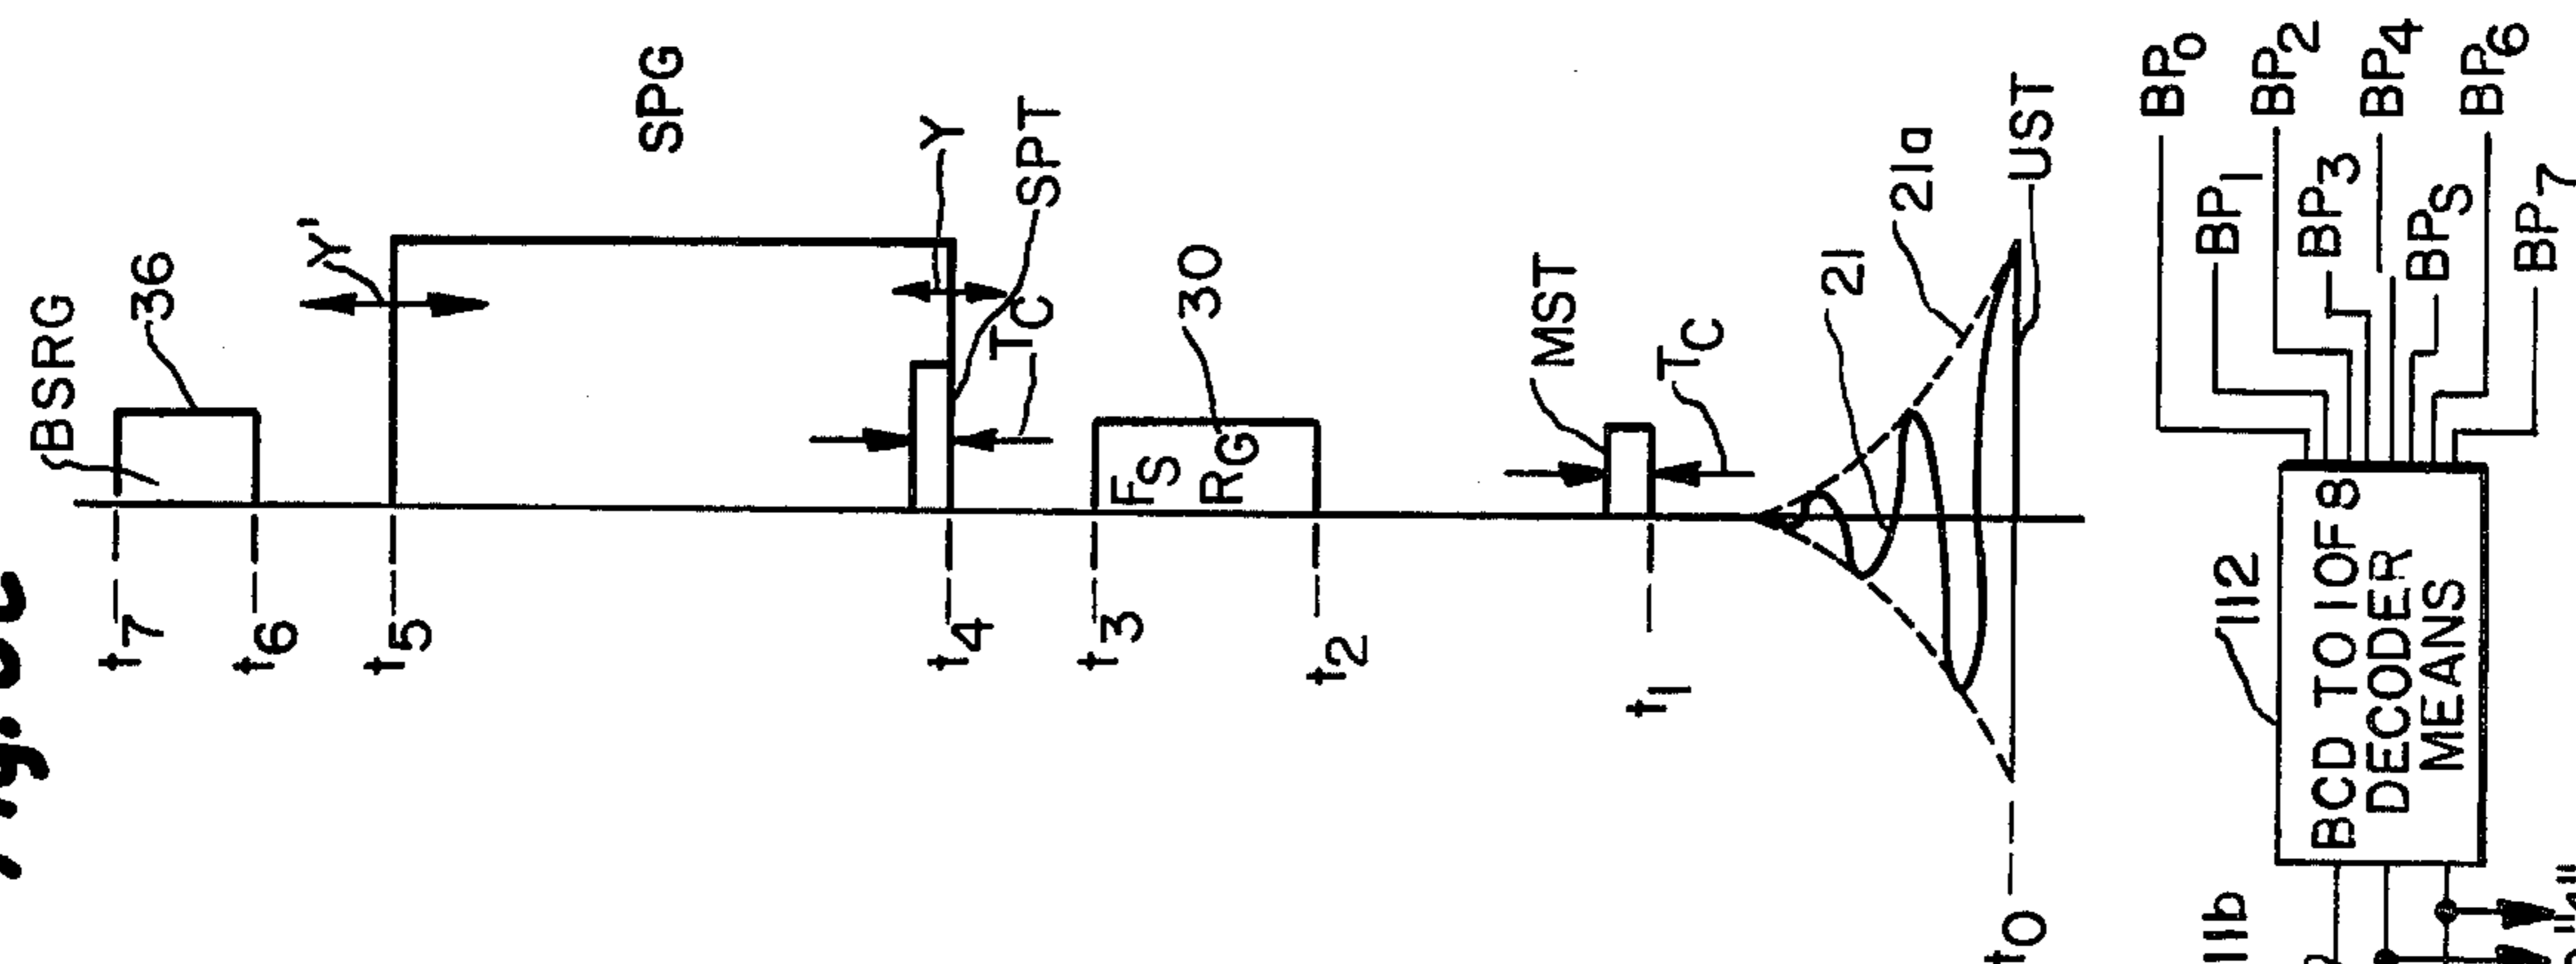 BSRG
36
Y'
SPG
Y
SPT
TC
FS
RG
30
MST
TC
21
21a
UST
t7
t6
t5
t4
t3
t2
t1
t0
BP0
BP1
BP2
BP3
BP4
BPS
BP6
BP7
112
BCD TO 1 OF 8
DECODER
MEANS